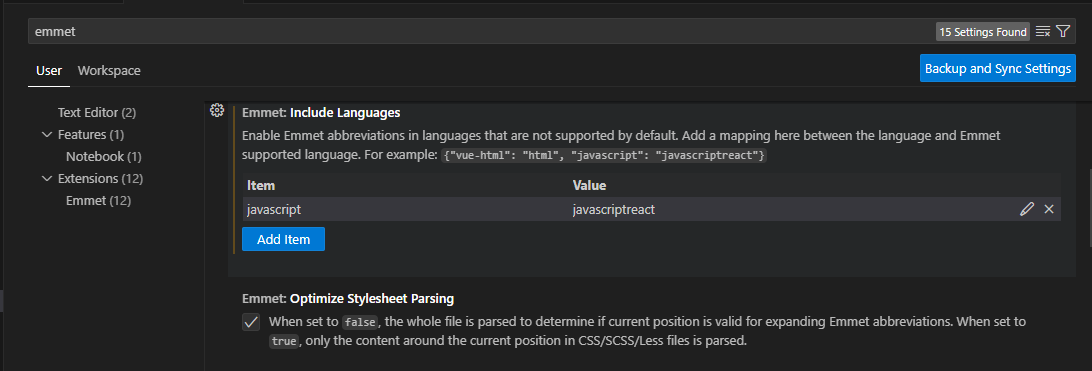 emmet
15 Settings Found
User
Workspace
Backup and Sync Settings
Text Editor (2)
Features (1)
Notebook (1)
Extensions (12)
Emmet (12)
Emmet: Include Languages
Enable Emmet abbreviations in languages that are not supported by default. Add a mapping here between the language and Emmet
supported language. For example: {"vue-html": "html", "javascript": "javascriptreact"}
Item Value
javascript javascriptreact
Add Item
Emmet: Optimize Stylesheet Parsing
When set to false, the whole file is parsed to determine if current position is valid for expanding Emmet abbreviations. When set to
true, only the content around the current position in CSS/SCSS/Less files is parsed.